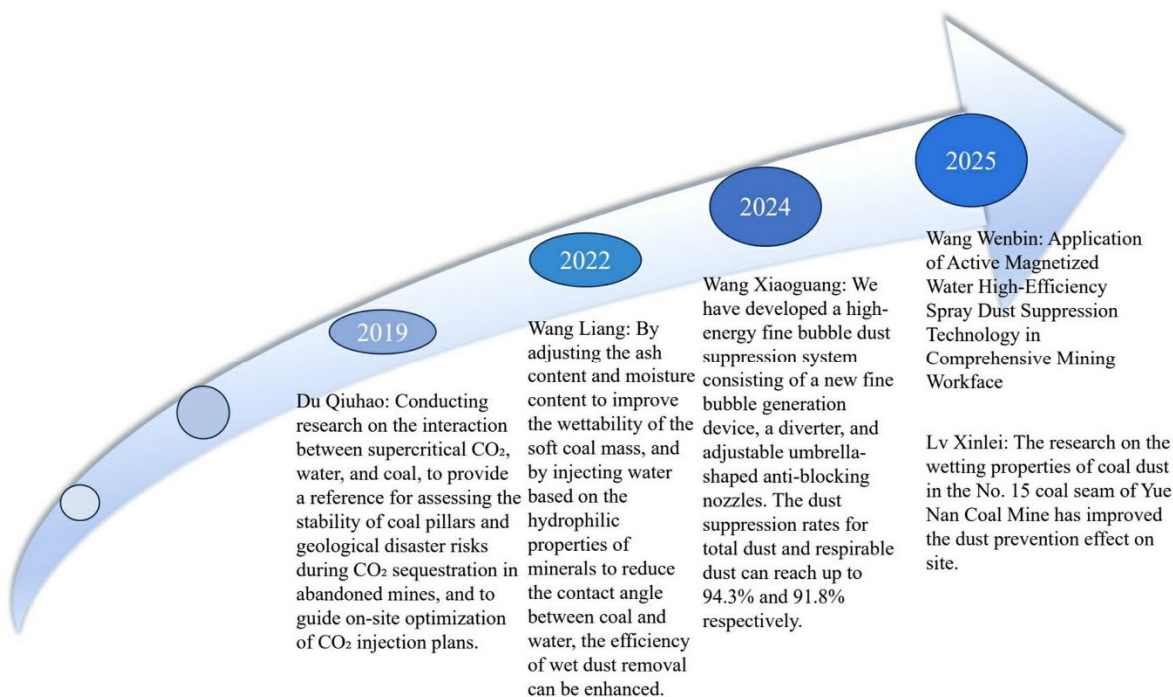 2019
Du Qiuhao: Conducting
research on the interaction
between supercritical CO₂,
water, and coal, to provide
a reference for assessing the
stability of coal pillars and
geological disaster risks
during CO₂ sequestration in
abandoned mines, and to
guide on-site optimization
of CO₂ injection plans.
2022
Wang Liang: By
adjusting the ash
content and moisture
content to improve
the wettability of the
soft coal mass, and
by injecting water
based on the
hydrophilic
properties of
minerals to reduce
the contact angle
between coal and
water, the efficiency
of wet dust removal
can be enhanced.
2024
Wang Xiaoguang: We
have developed a high-
energy fine bubble dust
suppression system
consisting of a new fine
bubble generation
device, a diverter, and
adjustable umbrella-
shaped anti-blocking
nozzles. The dust
suppression rates for
total dust and respirable
dust can reach up to
94.3% and 91.8%
respectively.
2025
Wang Wenbin: Application
of Active Magnetized
Water High-Efficiency
Spray Dust Suppression
Technology in
Comprehensive Mining
Workface
Lv Xinlei: The research on the
wetting properties of coal dust
in the No. 15 coal seam of Yue
Nan Coal Mine has improved
the dust prevention effect on
site.